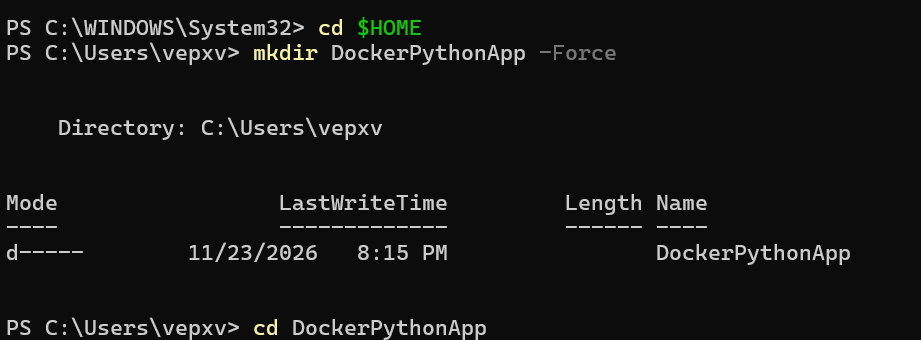 PS C:\WINDOWS\System32> cd $HOME
PS C:\Users\vepxv> mkdir DockerPythonApp -Force
Directory: C:\Users\vepxv
Mode LastWriteTime Length Name
---- ------------- ------ ----
d----- 11/23/2026 8:15 PM DockerPythonApp
PS C:\Users\vepxv> cd DockerPythonApp